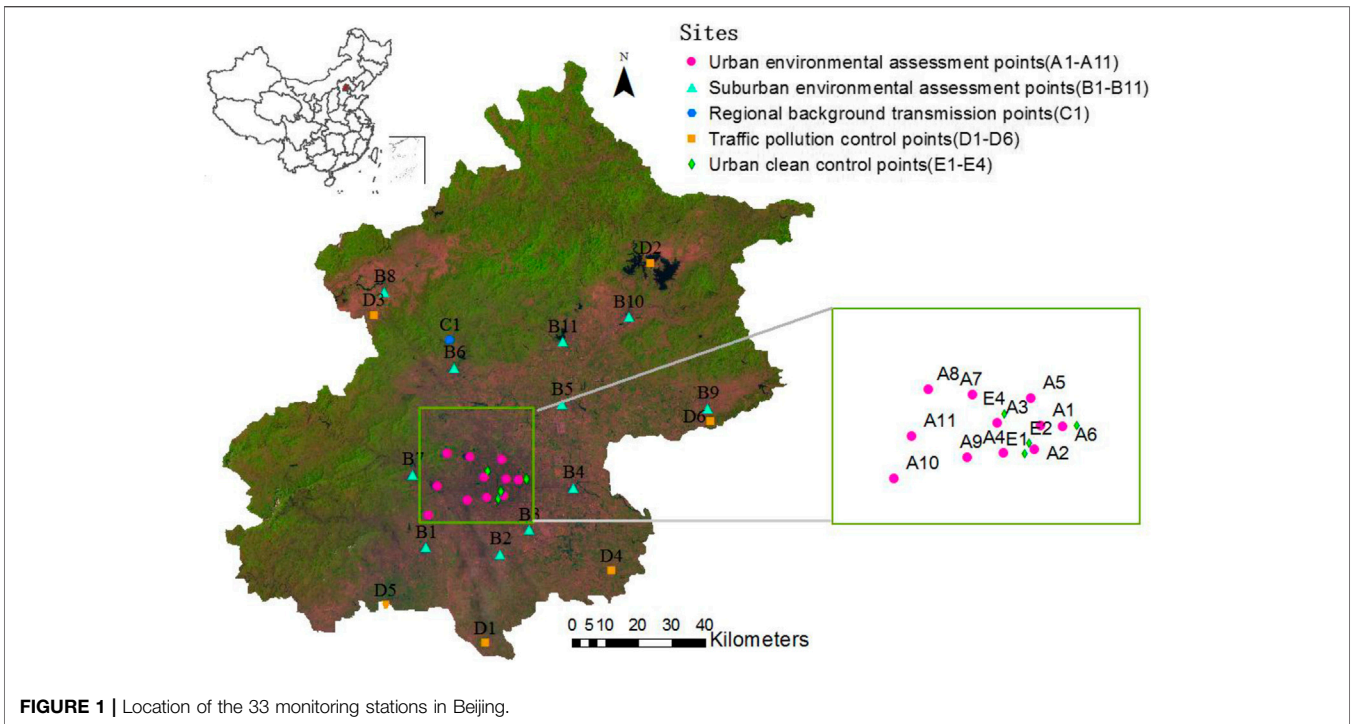 Sites
N
Urban environmental assessment points(A1-A11)
Suburban environmental assessment points(B1-B11)
Regional background transmission points(C1)
Traffic pollution control points(D1-D6)
Urban clean control points(E1-E4)
D2
B8
D3
B10
C1
B11
B6
B5
B9
D6
A8
A7
A5
E4
A3
A1
A11
E2
A6
A9
A4
E1
A2
A10
B7
B4
B3
B1
B2
D4
D5
D1
0 5 10 20 30 40
Kilometers
FIGURE 1 | Location of the 33 monitoring stations in Beijing.